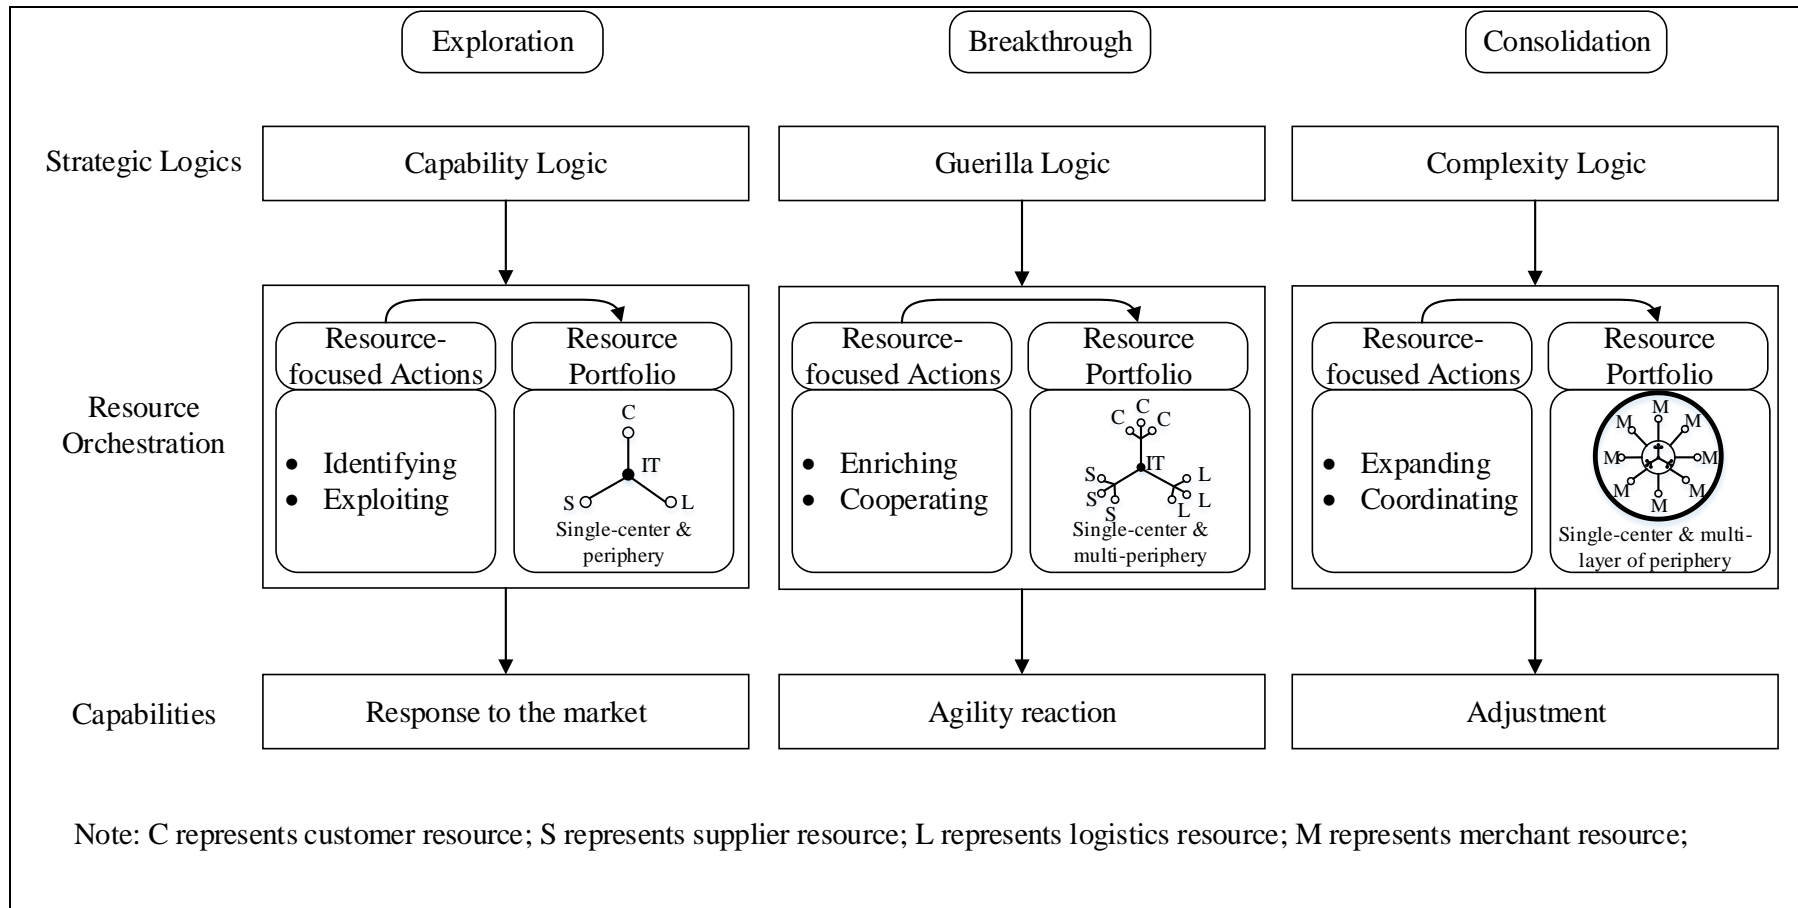 Exploration
Breakthrough
Consolidation
Strategic Logics
Capability Logic
Guerilla Logic
Complexity Logic
Resource
Orchestration
Resource-
focused Actions
Resource
Portfolio
• Identifying
• Exploiting
C
IT
S
L
Single-center &
periphery
Resource-
focused Actions
Resource
Portfolio
• Enriching
• Cooperating
C
C
C
IT
S
S
S
L
L
L
Single-center &
multi-periphery
Resource-
focused Actions
Resource
Portfolio
• Expanding
• Coordinating
M
M
M
M
M
M
M
M
Single-center & multi-
layer of periphery
Capabilities
Response to the market
Agility reaction
Adjustment
Note: C represents customer resource; S represents supplier resource; L represents logistics resource; M represents merchant resource;